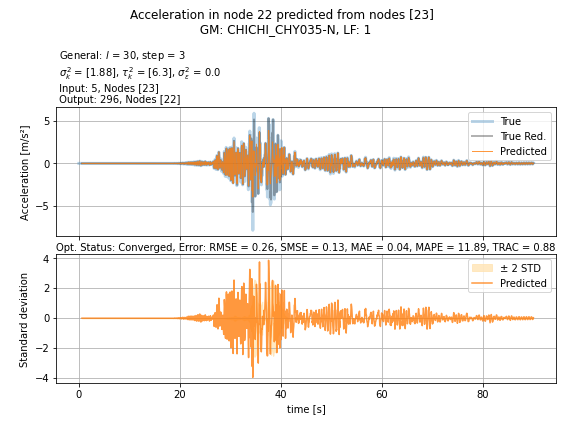 Acceleration in node 22 predicted from nodes [23]
GM: CHICHI_CHY035-N, LF: 1
General: l = 30, step = 3
σ²ₖ = [1.88], τ²ₖ = [6.3], σ²ε = 0.0
Input: 5, Nodes [23]
Output: 296, Nodes [22]
Acceleration [m/s²]
5
0
−5
True
True Red.
Predicted
Opt. Status: Converged, Error: RMSE = 0.26, SMSE = 0.13, MAE = 0.04, MAPE = 11.89, TRAC = 0.88
Standard deviation
4
2
0
−2
−4
± 2 STD
Predicted
0 20 40 60 80
time [s]